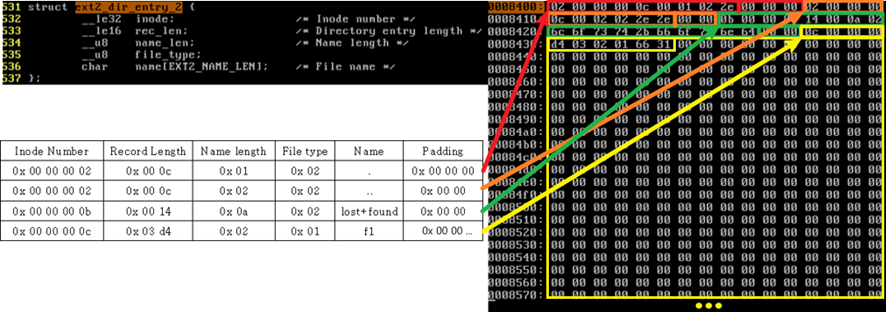 531 struct ext2_dir_entry_2 {
532 __le32 inode; /* Inode number */
533 __le16 rec_len; /* Directory entry length */
534 __u8 name_len; /* Name length */
535 __u8 file_type;
536 char name[EXT2_NAME_LEN]; /* File name */
537 };
Inode Number Record Length Name length File type Name Padding
0x 00 00 00 02 0x 00 0c 0x 01 0x 02 . 0x 00 00 00
0x 00 00 00 02 0x 00 0c 0x 02 0x 02 .. 0x 00 00
0x 00 00 00 0b 0x 00 14 0x 0a 0x 02 lost+found 0x 00 00
0x 00 00 00 0c 0x 03 d4 0x 02 0x 01 f1 0x 00 00 ...
0008400: 02 00 00 00 0c 00 01 02 2e 00 00 00 02 00 00 00
0008410: 0c 00 02 02 2e 2e 00 00 0b 00 00 14 00 0a 02
0008420: 6c 6f 73 74 2b 66 6f 6e 64 00 00 0c 00 00 00
0008430: d4 03 02 01 66 31 00 00 00 00 00 00 00 00 00
0008440: 00 00 00 00 00 00 00 00 00 00 00 00 00 00 00
0008450: 00 00 00 00 00 00 00 00 00 00 00 00 00 00 00
0008460: 00 00 00 00 00 00 00 00 00 00 00 00 00 00 00
0008470: 00 00 00 00 00 00 00 00 00 00 00 00 00 00 00
0008480: 00 00 00 00 00 00 00 00 00 00 00 00 00 00 00
0008490: 00 00 00 00 00 00 00 00 00 00 00 00 00 00 00
00084a0: 00 00 00 00 00 00 00 00 00 00 00 00 00 00 00
00084b0: 00 00 00 00 00 00 00 00 00 00 00 00 00 00 00
00084c0: 00 00 00 00 00 00 00 00 00 00 00 00 00 00 00
00 00 00 00 00 00 00 00 00 00 00 00 00 00 00
00 00 00 00 00 00 00 00 00 00 00 00 00 00 00
00 00 00 00 00 00 00 00 00 00 00 00 00 00 00 00
0008500: 00 00 00 00 00 00 00 00 00 00 00 00 00 00 00 00
0008510: 00 00 00 00 00 00 00 00 00 00 00 00 00 00 00 00
0008520: 00 00 00 00 00 00 00 00 00 00 00 00 00 00 00 00
0008530: 00 00 00 00 00 00 00 00 00 00 00 00 00 00 00 00
0008540: 00 00 00 00 00 00 00 00 00 00 00 00 00 00 00 00
0008550: 00 00 00 00 00 00 00 00 00 00 00 00 00 00 00 00
0008560: 00 00 00 00 00 00 00 00 00 00 00 00 00 00 00 00
0008570: 00 00 00 00 00 00 00 00 00 00 00 00 00 00 00 00